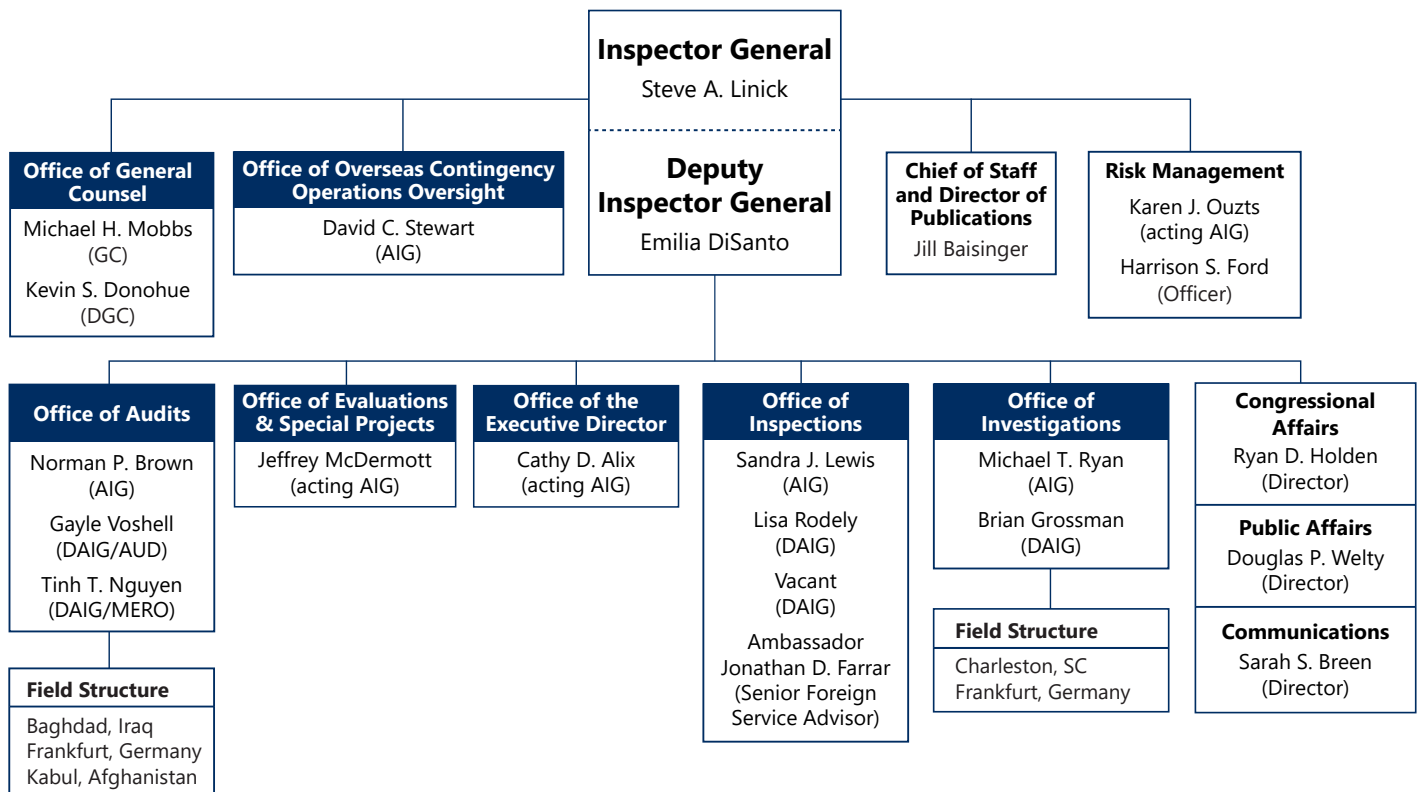 Inspector General
Steve A. Linick
Deputy
Inspector General
Emilia DiSanto
Office of General
Counsel
Michael H. Mobbs
(GC)
Kevin S. Donohue
(DGC)
Office of Overseas Contingency
Operations Oversight
David C. Stewart
(AIG)
Chief of Staff
and Director of
Publications
Jill Baisinger
Risk Management
Karen J. Ouzts
(acting AIG)
Harrison S. Ford
(Officer)
Office of Audits
Norman P. Brown
(AIG)
Gayle Voshell
(DAIG/AUD)
Tinh T. Nguyen
(DAIG/MERO)
Field Structure
Baghdad, Iraq
Frankfurt, Germany
Kabul, Afghanistan
Office of Evaluations
& Special Projects
Jeffrey McDermott
(acting AIG)
Office of the
Executive Director
Cathy D. Alix
(acting AIG)
Office of
Inspections
Sandra J. Lewis
(AIG)
Lisa Rodely
(DAIG)
Vacant
(DAIG)
Ambassador
Jonathan D. Farrar
(Senior Foreign
Service Advisor)
Office of
Investigations
Michael T. Ryan
(AIG)
Brian Grossman
(DAIG)
Field Structure
Charleston, SC
Frankfurt, Germany
Congressional
Affairs
Ryan D. Holden
(Director)
Public Affairs
Douglas P. Welty
(Director)
Communications
Sarah S. Breen
(Director)